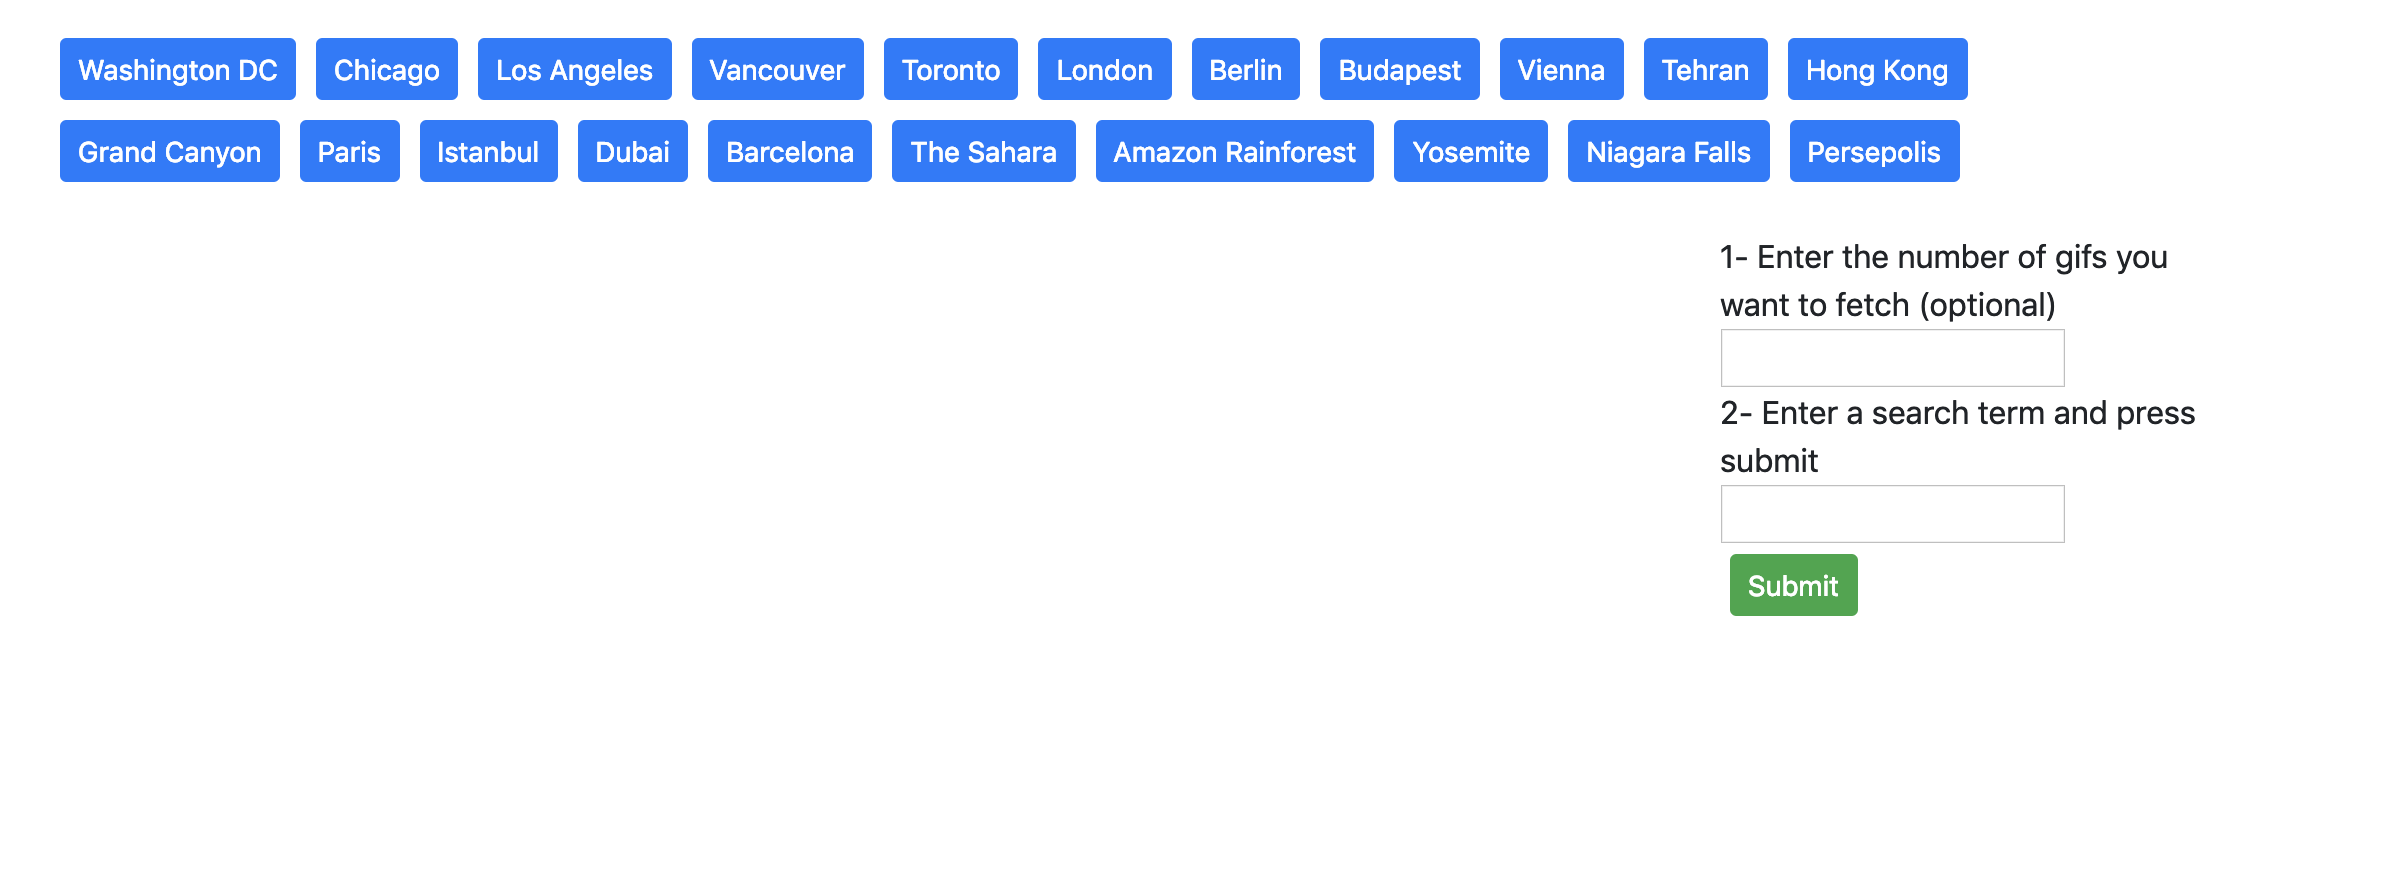 Washington DC Chicago Los Angeles Vancouver Toronto London Berlin Budapest Vienna Tehran Hong Kong
Grand Canyon Paris Istanbul Dubai Barcelona The Sahara Amazon Rainforest Yosemite Niagara Falls Persepolis
1- Enter the number of gifs you
want to fetch (optional)
2- Enter a search term and press
submit
Submit